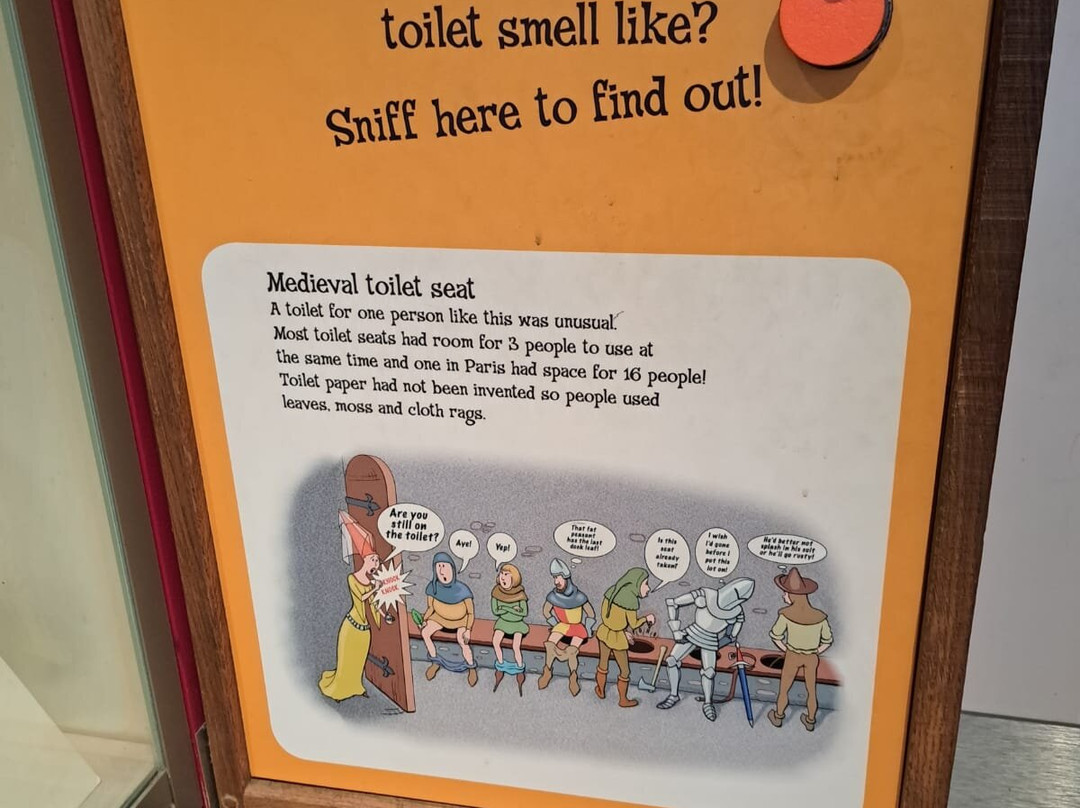 toilet smell like?
Sniff here to find out!
Medieval toilet seat
A toilet for one person like this was unusual.
Most toilet seats had room for 3 people to use at
the same time and one in Paris had space for 16 people!
Toilet paper had not been invented so people used
leaves, moss and cloth rags.
Are you
still on
the toilet?
KNOCK
KNOCK
Aye!
Yep!
That fat
peasant
has the last
dock leaf!
Is this
seat
already
taken?
I wish
I'd gone
before I
put this
lot on!
He'd better not
splash in his suit
or he'll go rusty!